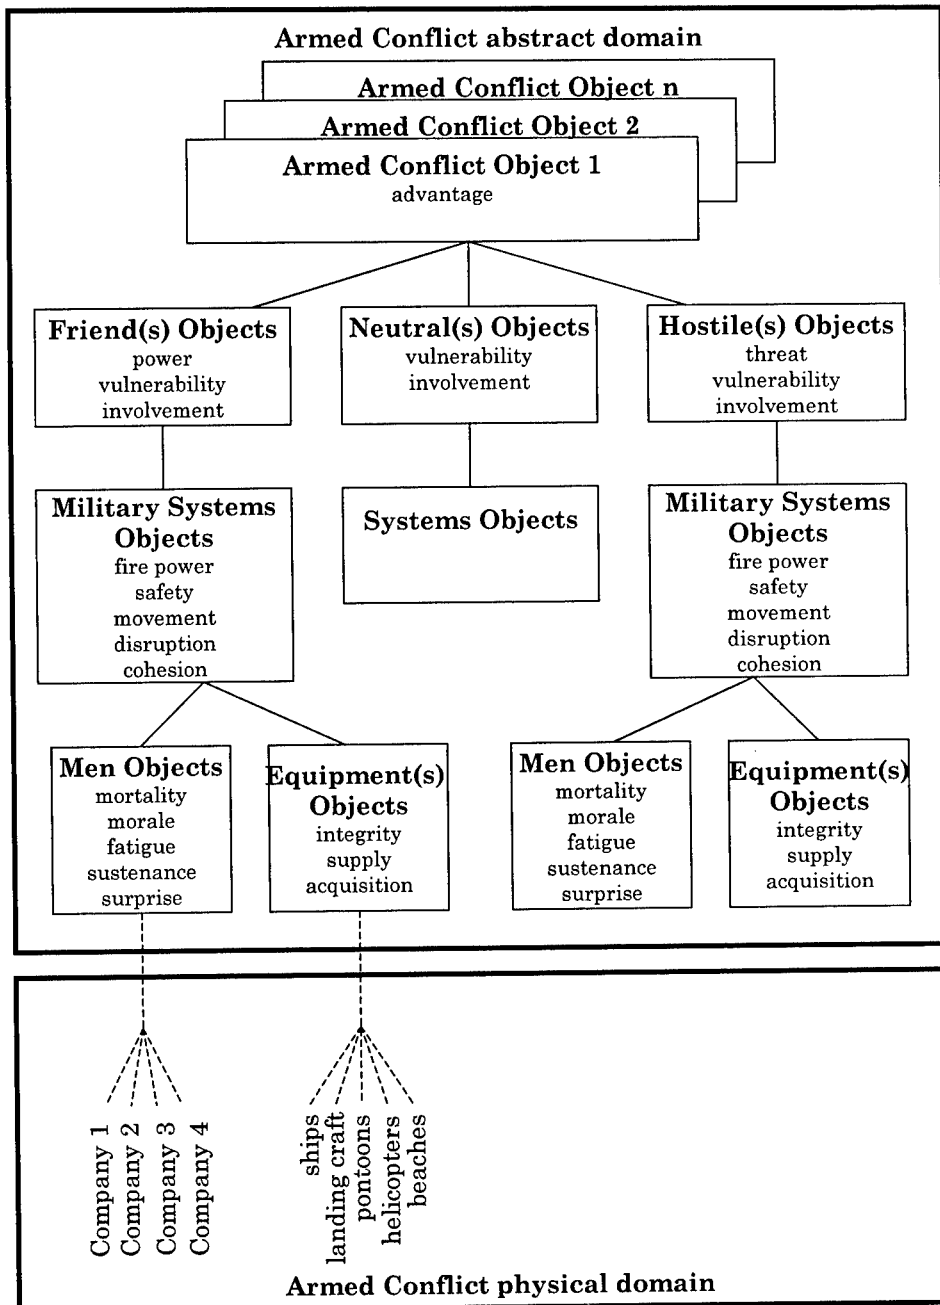 Armed Conflict abstract domain
Armed Conflict Object n
Armed Conflict Object 2
Armed Conflict Object 1
advantage
Friend(s) Objects
power
vulnerability
involvement
Neutral(s) Objects
vulnerability
involvement
Hostile(s) Objects
threat
vulnerability
involvement
Military Systems
Objects
fire power
safety
movement
disruption
cohesion
Systems Objects
Military Systems
Objects
fire power
safety
movement
disruption
cohesion
Men Objects
mortality
morale
fatigue
sustenance
surprise
Equipment(s)
Objects
integrity
supply
acquisition
Men Objects
mortality
morale
fatigue
sustenance
surprise
Equipment(s)
Objects
integrity
supply
acquisition
Company 1
Company 2
Company 3
Company 4
ships
landing craft
pontoons
helicopters
beaches
Armed Conflict physical domain